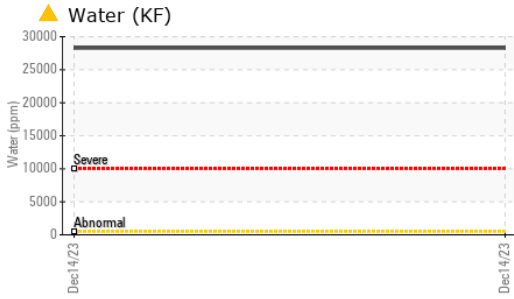 Water (KF)
30000
25000
20000
15000
10000
5000
0
Water (ppm)
Severe
Abnormal
Dec14/23
Dec14/23